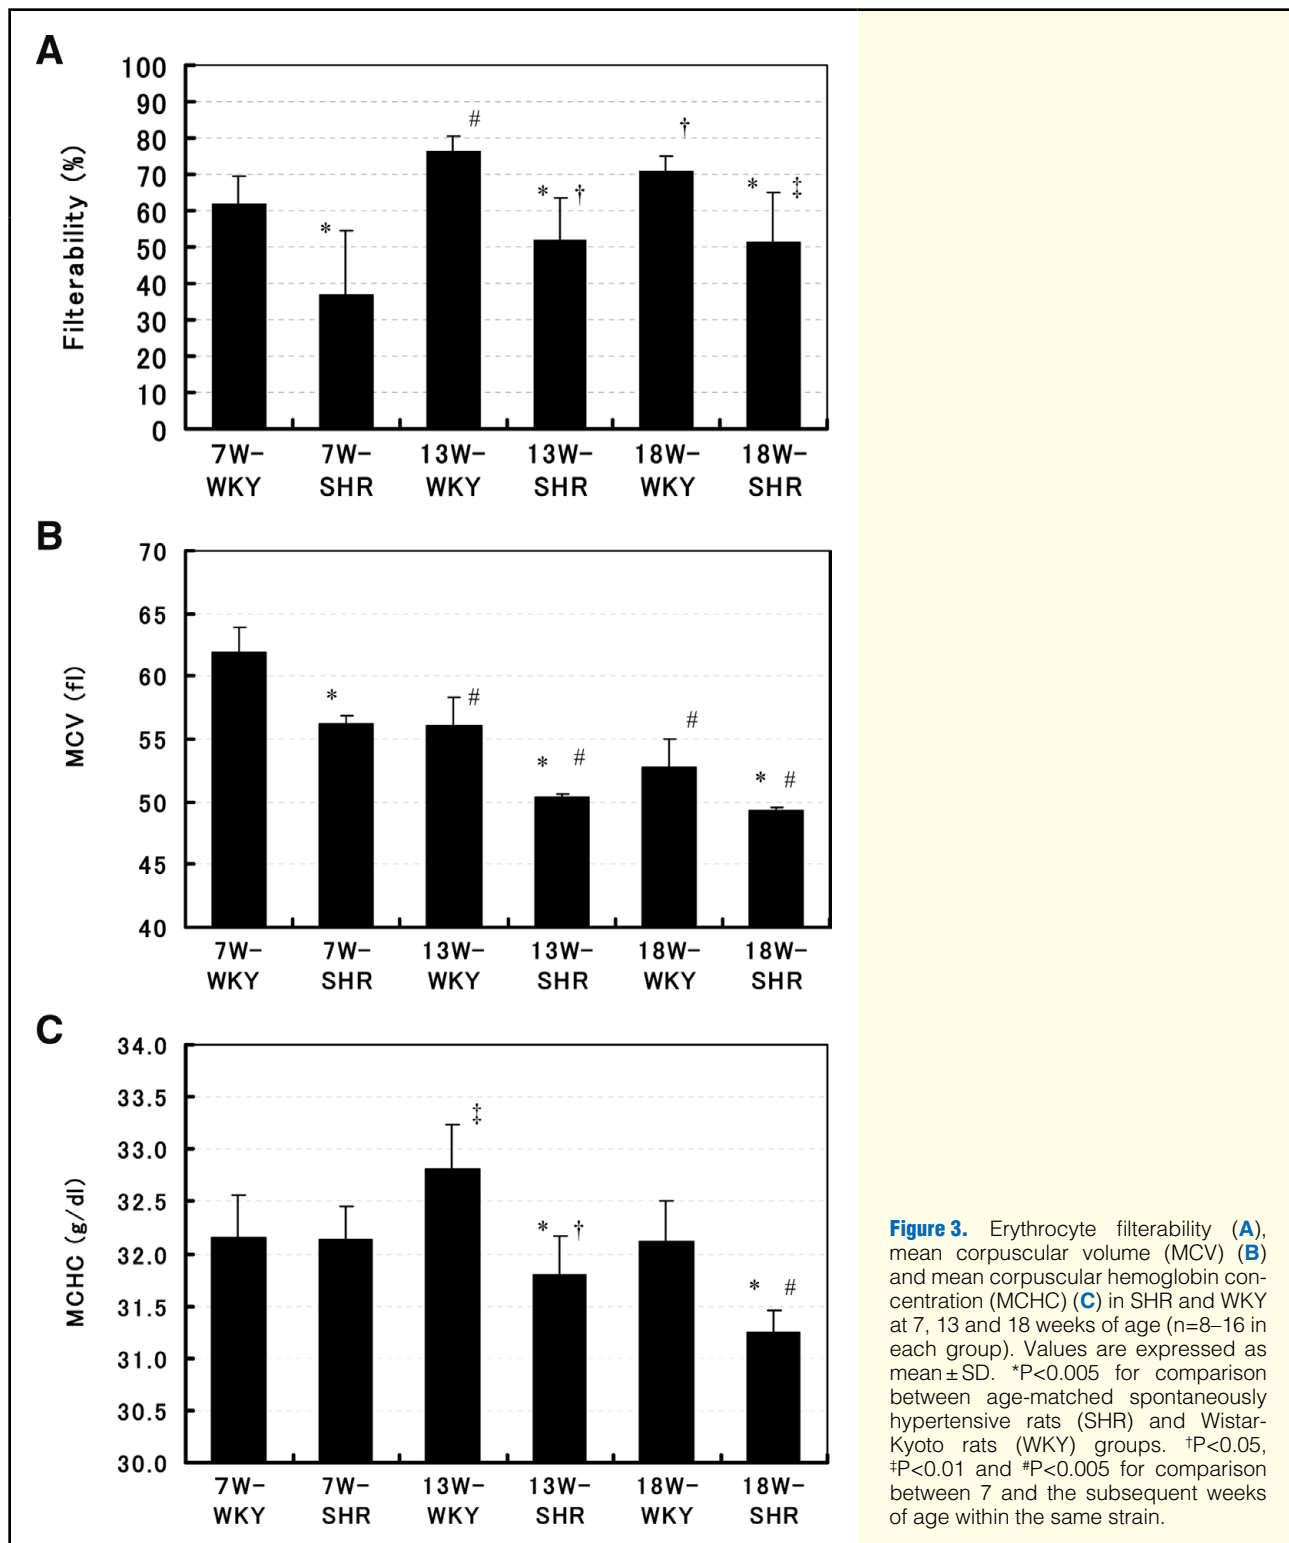 A
100
90
80
70
60
50
40
30
20
10
0
Filterability (%)
#
†
* †
* ‡
*
7W-
WKY
7W-
SHR
13W-
WKY
13W-
SHR
18W-
WKY
18W-
SHR
B
70
65
60
55
50
45
40
MCV (fl)
*
#
* #
#
* #
7W-
WKY
7W-
SHR
13W-
WKY
13W-
SHR
18W-
WKY
18W-
SHR
C
34.0
33.5
33.0
32.5
32.0
31.5
31.0
30.5
30.0
MCHC (g/dl)
‡
* †
* #
7W-
WKY
7W-
SHR
13W-
WKY
13W-
SHR
18W-
WKY
18W-
SHR
Figure 3. Erythrocyte filterability (A),
mean corpuscular volume (MCV) (B)
and mean corpuscular hemoglobin con-
centration (MCHC) (C) in SHR and WKY
at 7, 13 and 18 weeks of age (n=8–16 in
each group). Values are expressed as
mean±SD. *P<0.005 for comparison
between age-matched spontaneously
hypertensive rats (SHR) and Wistar-
Kyoto rats (WKY) groups. †P<0.05,
‡P<0.01 and #P<0.005 for comparison
between 7 and the subsequent weeks
of age within the same strain.